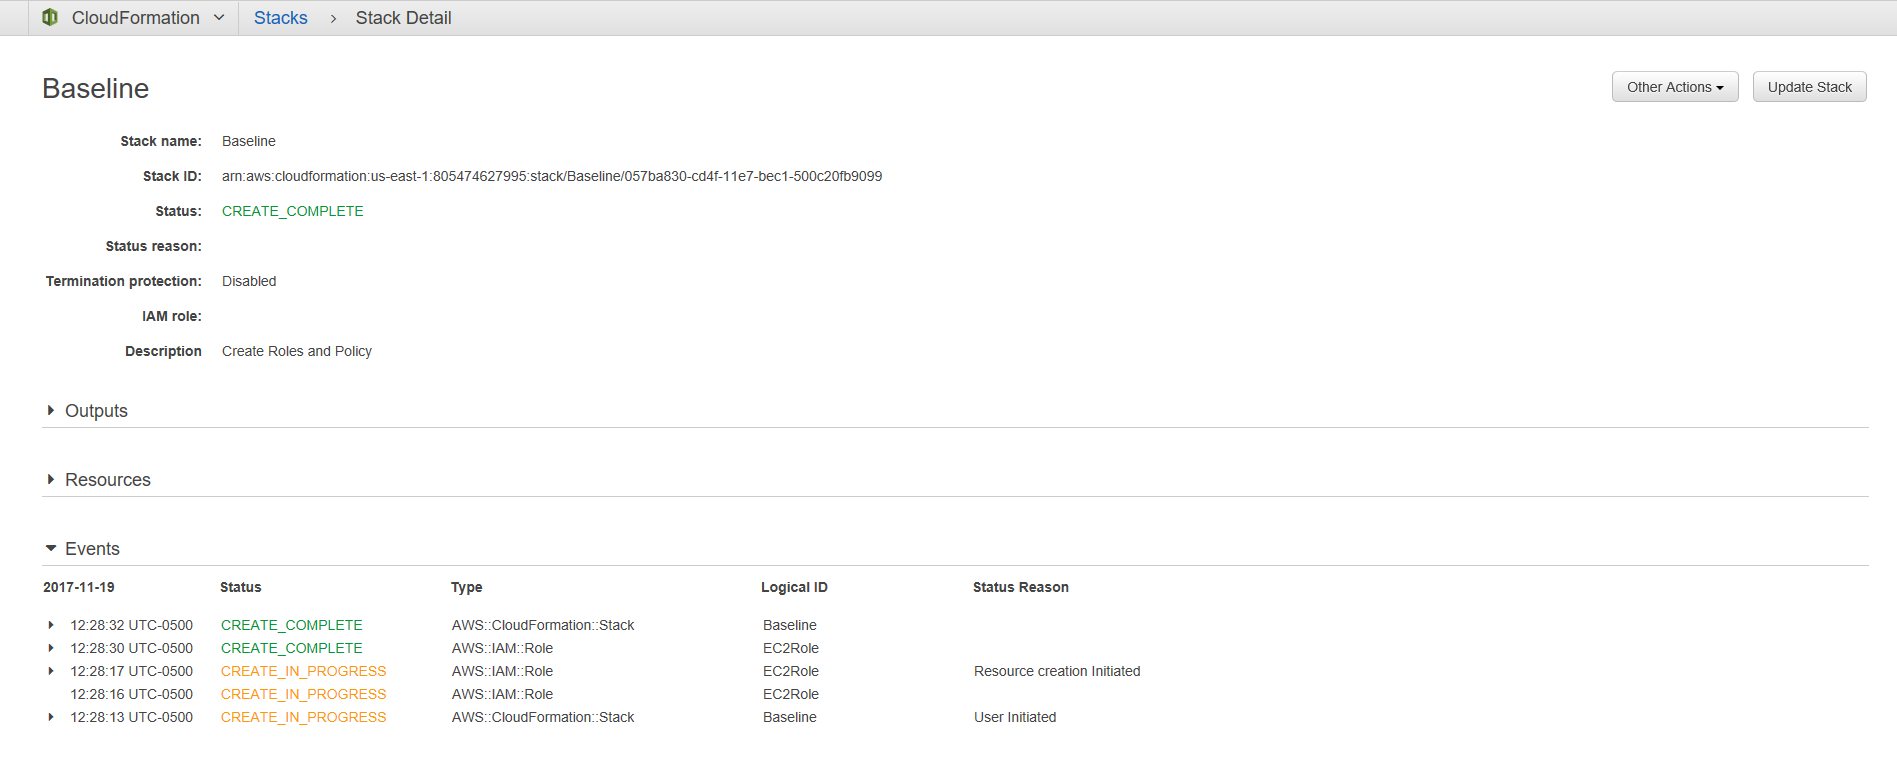 CloudFormation Stacks > Stack Detail
Baseline
Other Actions Update Stack
Stack name: Baseline
Stack ID: arn:aws:cloudformation:us-east-1:805474627995:stack/Baseline/057ba830-cd4f-11e7-bec1-500c20fb9099
Status: CREATE_COMPLETE
Status reason:
Termination protection: Disabled
IAM role:
Description Create Roles and Policy
Outputs
Resources
Events
2017-11-19 Status Type Logical ID Status Reason
12:28:32 UTC-0500 CREATE_COMPLETE AWS::CloudFormation::Stack Baseline
12:28:30 UTC-0500 CREATE_COMPLETE AWS::IAM::Role EC2Role
12:28:17 UTC-0500 CREATE_IN_PROGRESS AWS::IAM::Role EC2Role Resource creation Initiated
12:28:16 UTC-0500 CREATE_IN_PROGRESS AWS::IAM::Role EC2Role
12:28:13 UTC-0500 CREATE_IN_PROGRESS AWS::CloudFormation::Stack Baseline User Initiated